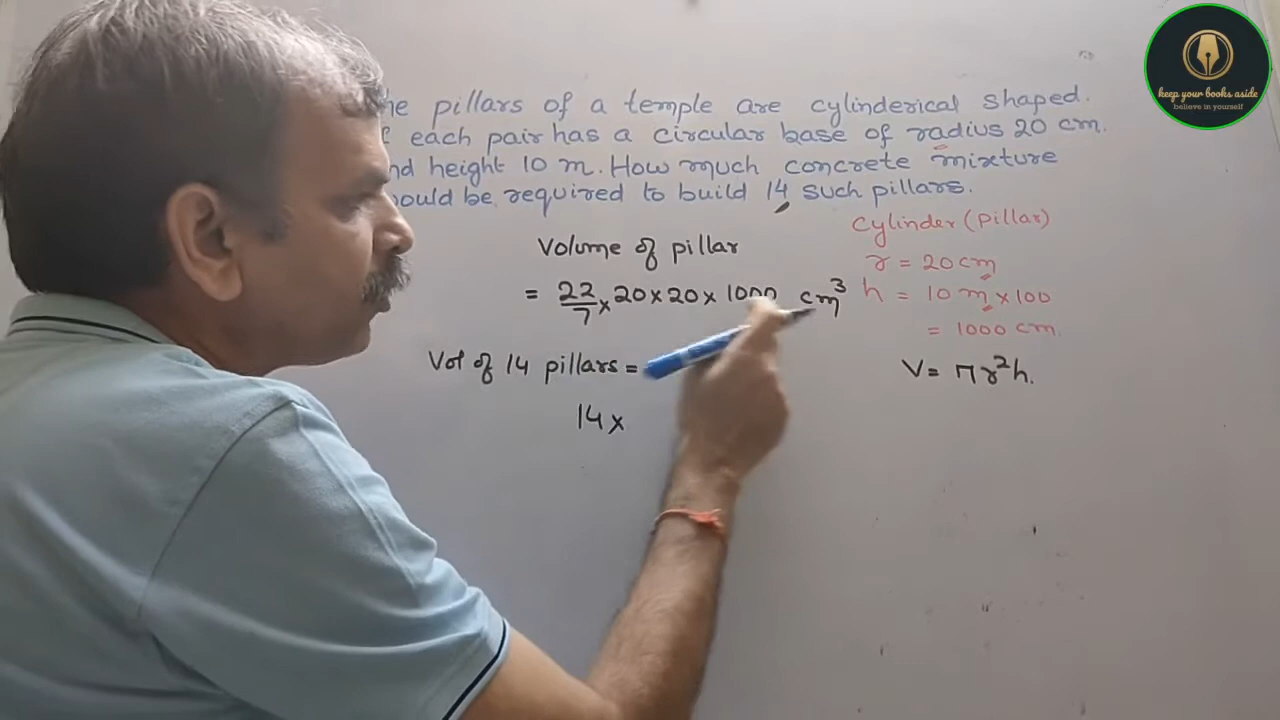 he pillars of a temple are cylinderical shaped.
each pair has a circular base of radius 20 cm.
nd height 10 m. How much concrete mixture
ould be required to build 14 such pillars.
Cylinder (pillar)
r = 20 cm
h = 10 m × 100
= 1000 cm.
V = πr²h.
Volume of pillar
= 22/7 × 20 × 20 × 1000 cm³
Vol of 14 pillars =
14 ×
keep your books aside
believe in yourself